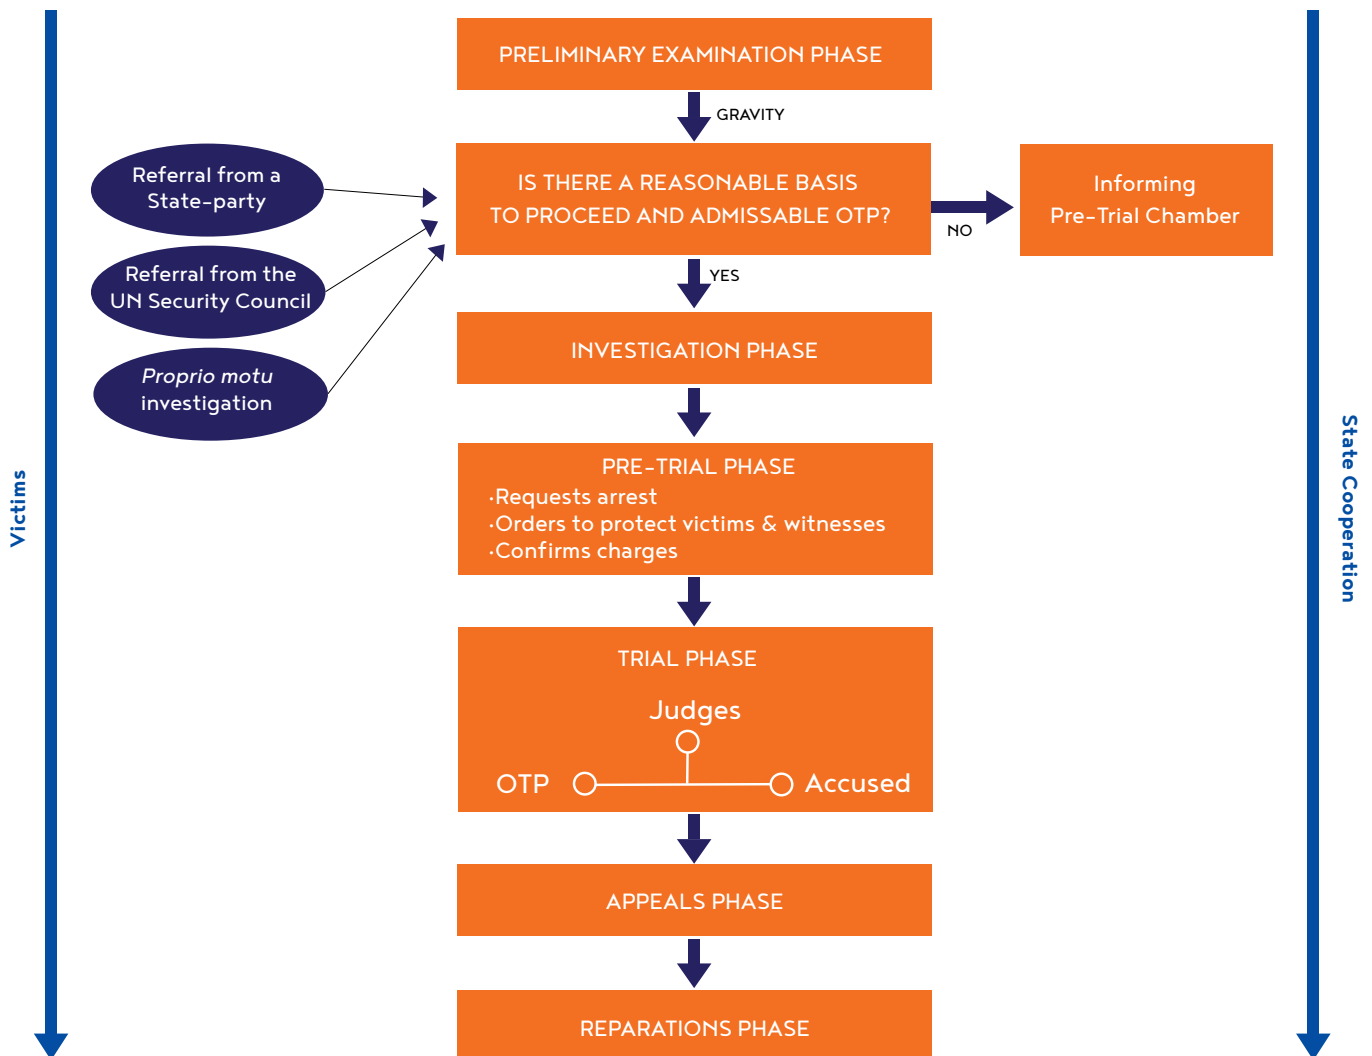 PRELIMINARY EXAMINATION PHASE
GRAVITY
Referral from a
State-party
Referral from the
UN Security Council
Proprio motu
investigation
IS THERE A REASONABLE BASIS
TO PROCEED AND ADMISSABLE OTP?
NO
Informing
Pre-Trial Chamber
YES
INVESTIGATION PHASE
PRE-TRIAL PHASE
·Requests arrest
·Orders to protect victims & witnesses
·Confirms charges
TRIAL PHASE
Judges
OTP
Accused
APPEALS PHASE
REPARATIONS PHASE
Victims
State Cooperation